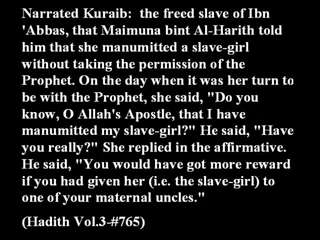 Narrated Kuraib:  the freed slave of Ibn
'Abbas, that Maimuna bint Al-Harith told
him that she manumitted a slave-girl
without taking the permission of the
Prophet. On the day when it was her turn to
be with the Prophet, she said, "Do you
know, O Allah's Apostle, that I have
manumitted my slave-girl?" He said, "Have
you really?" She replied in the affirmative.
He said, "You would have got more reward
if you had given her (i.e. the slave-girl) to
one of your maternal uncles."
(Hadith Vol.3-#765)